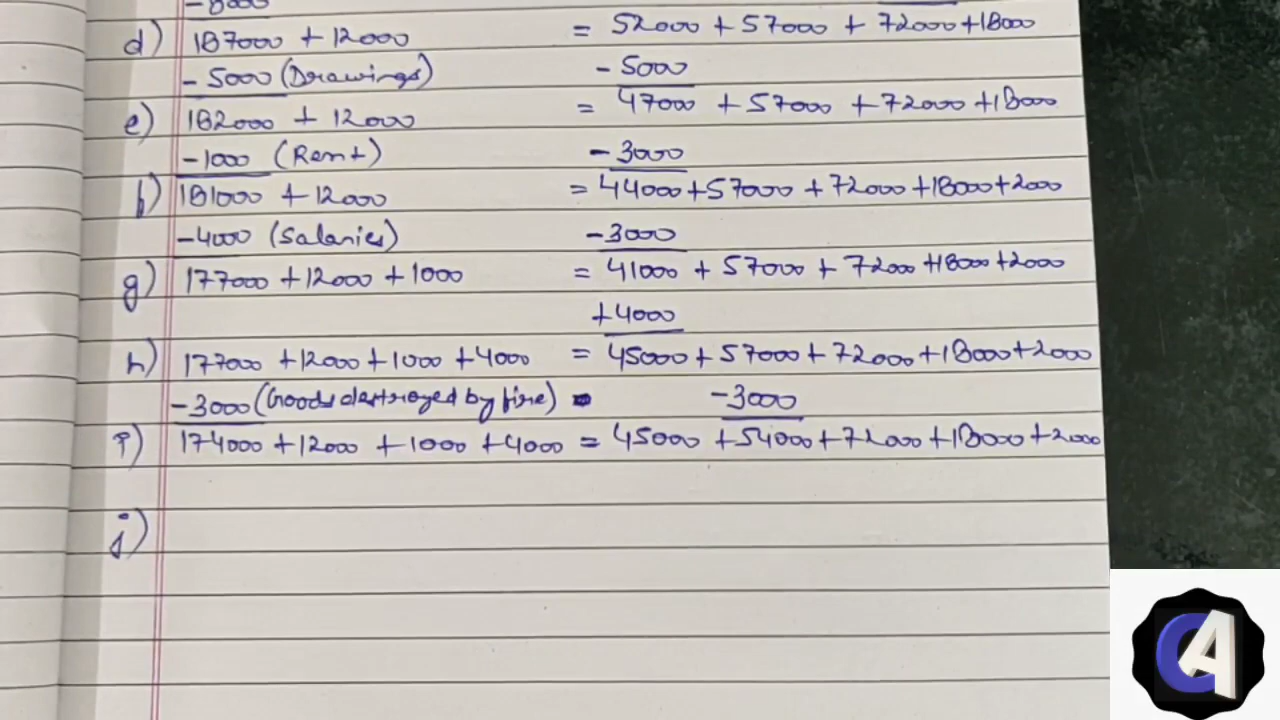 -8000
d) 187000 + 12000 = 52000 + 57000 + 72000 +18000
- 5000 (Drawings) - 5000
e) 182000 + 12000 = 47000 + 57000 + 72000 +18000
-1000 (Rent) - 3000
f) 181000 + 12000 = 44000+57000 + 72000 +18000+2000
-4000 (Salaries) -3000
g) 177000 +12000 +1000 = 41000 + 57000 + 72000 +18000 +2000
+4000
h) 177000 +12000 +1000 +4000 = 45000 + 57000 + 72000 +18000 +2000
-3000 (Goods destroyed by fire) -3000
i) 174000 +12000 +1000 +4000 = 45000 +54000 +72000 +18000 +2000
j)
CA